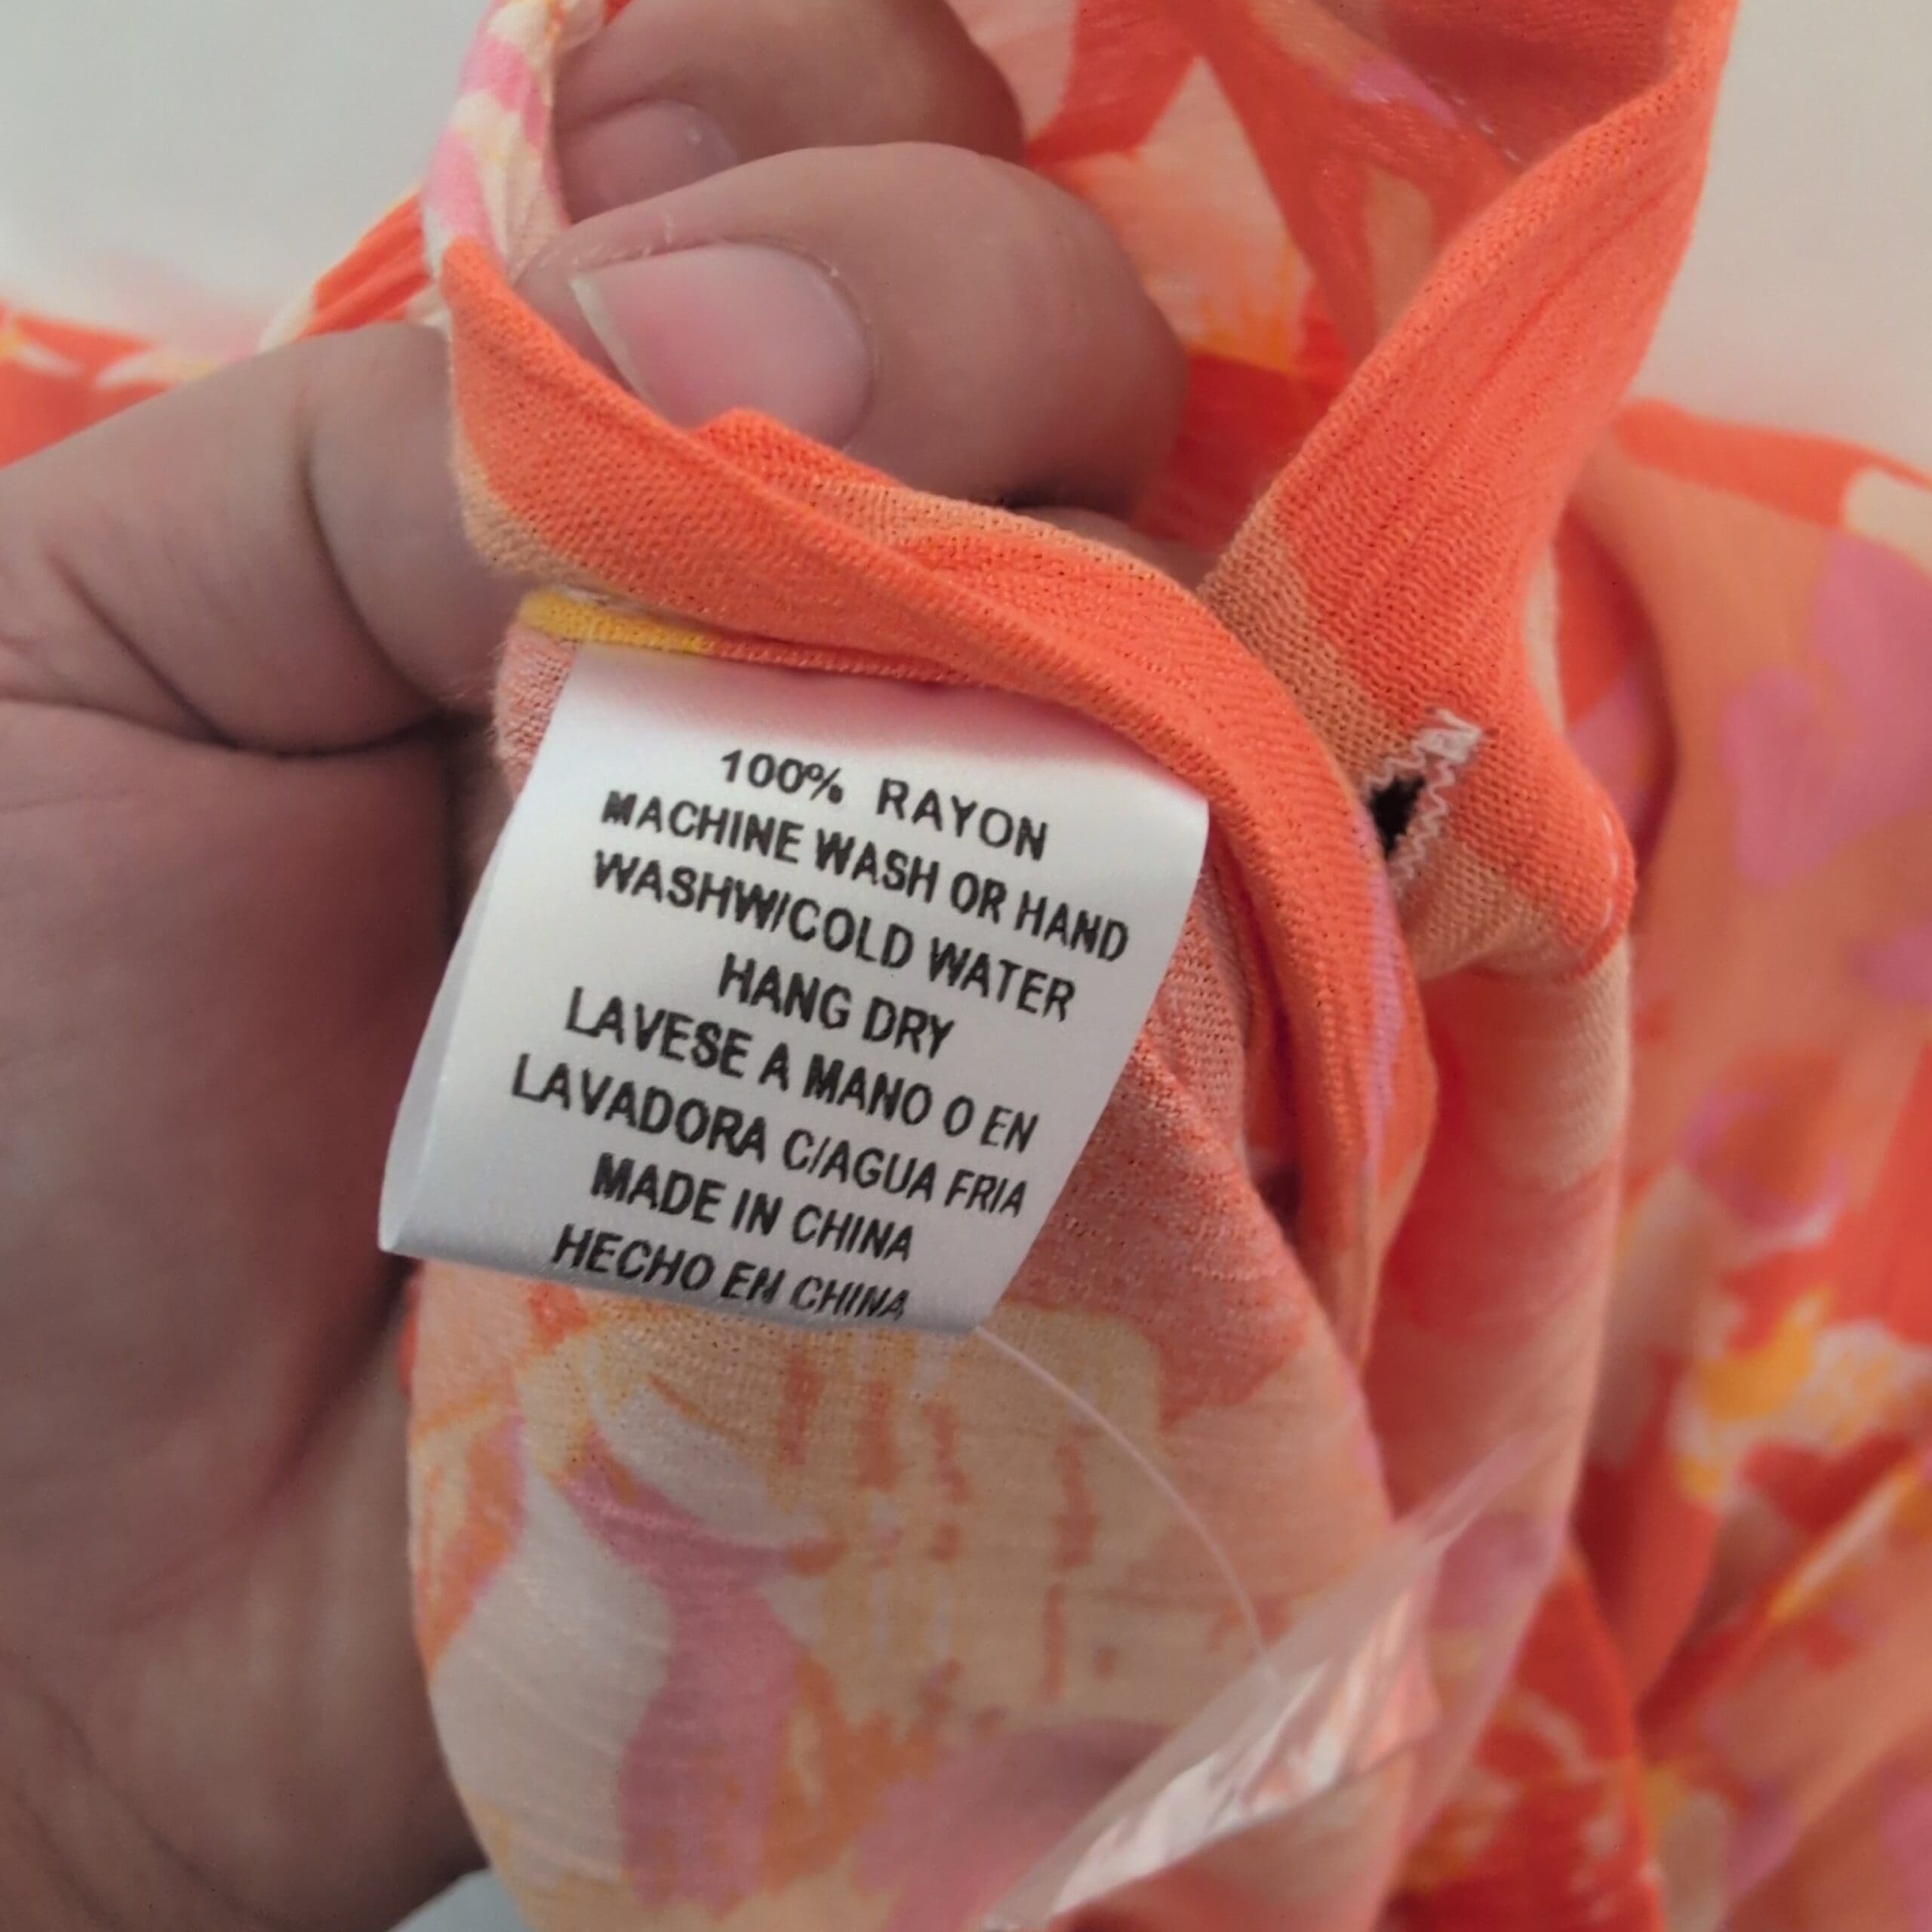 100% RAYON
MACHINE WASH OR HAND
WASHW/COLD WATER
HANG DRY
LAVESE A MANO O EN
LAVADORA C/AGUA FRIA
MADE IN CHINA
HECHO EN CHINA